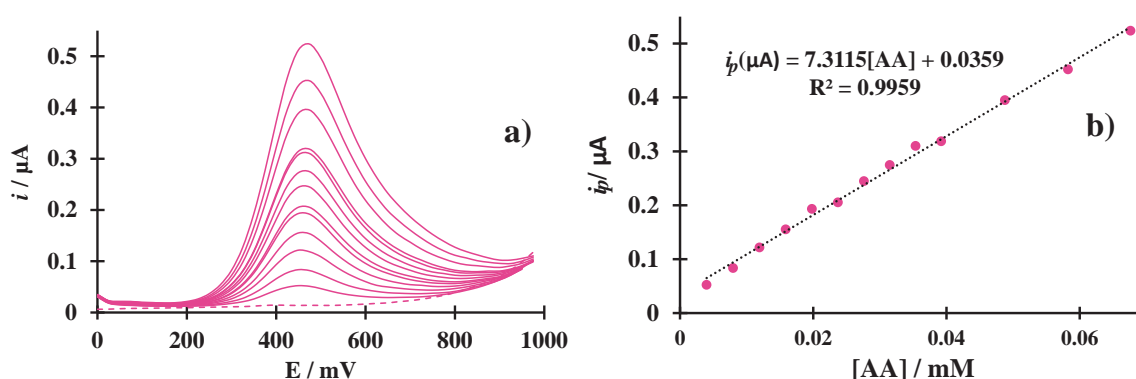 0.5
0.4
0.3
0.2
0.1
0
0
200
400
600
800
1000
i / µA
E / mV
a)
0.5
0.4
0.3
0.2
0.1
0
0
0.02
0.04
0.06
ip/ µA
[AA] / mM
ip(µA) = 7.3115[AA] + 0.0359
R² = 0.9959
b)